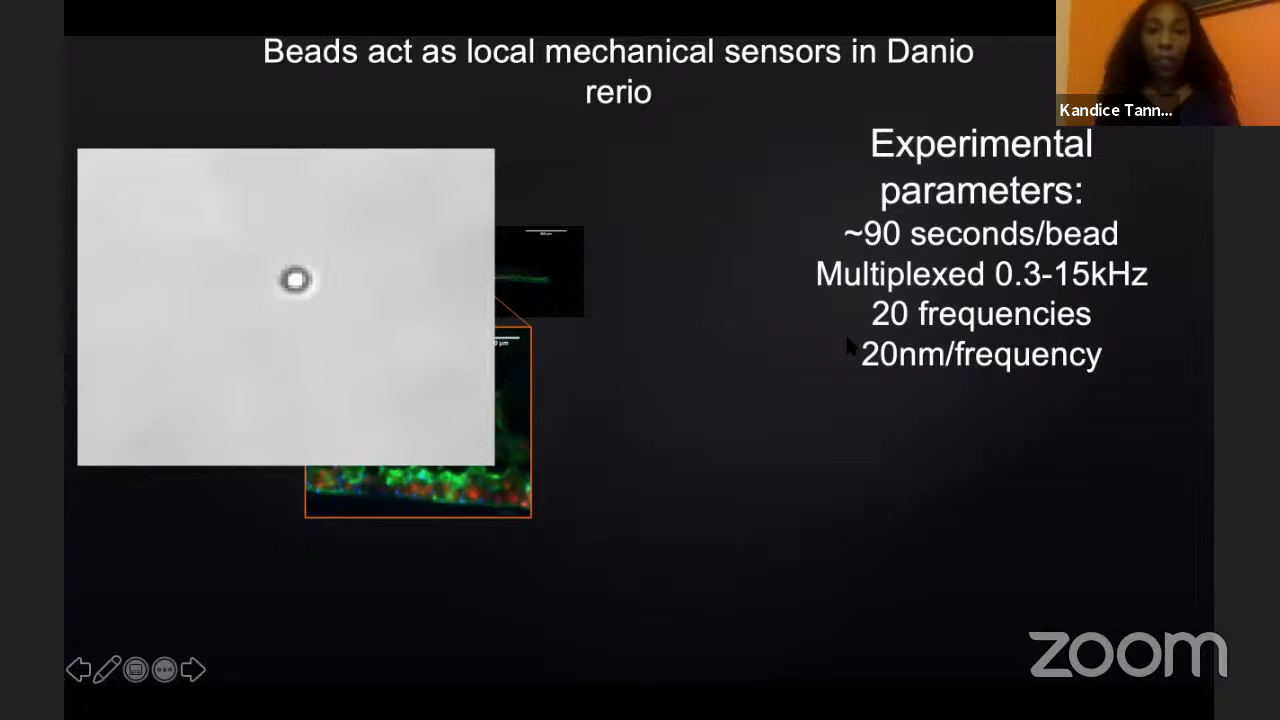 Beads act as local mechanical sensors in Danio
rerio
Kandice Tann...
Experimental
parameters:
~90 seconds/bead
Multiplexed 0.3-15kHz
20 frequencies
20nm/frequency
zoom